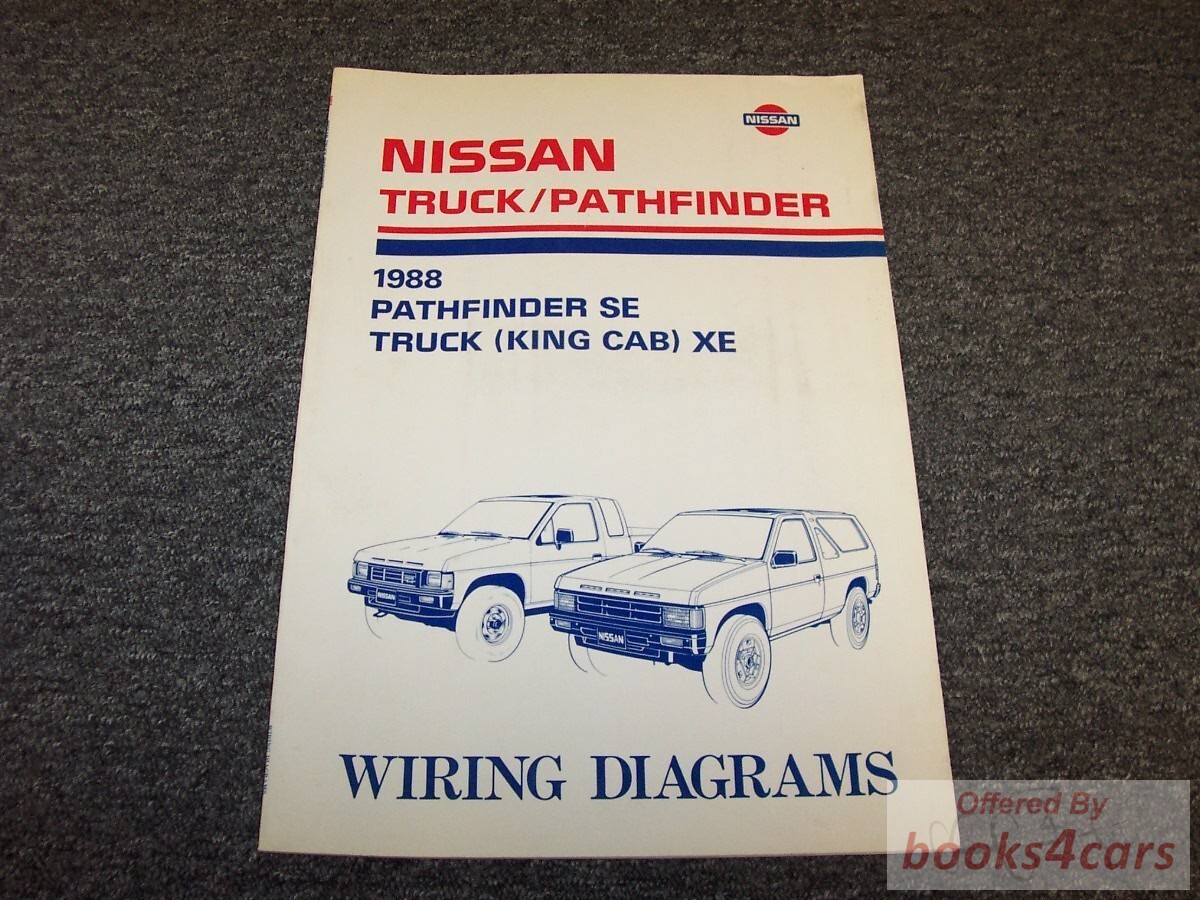 NISSAN
NISSAN
TRUCK/PATHFINDER
1988
PATHFINDER SE
TRUCK (KING CAB) XE
NISSAN
NISSAN
WIRING DIAGRAMS
Offered By
books4cars